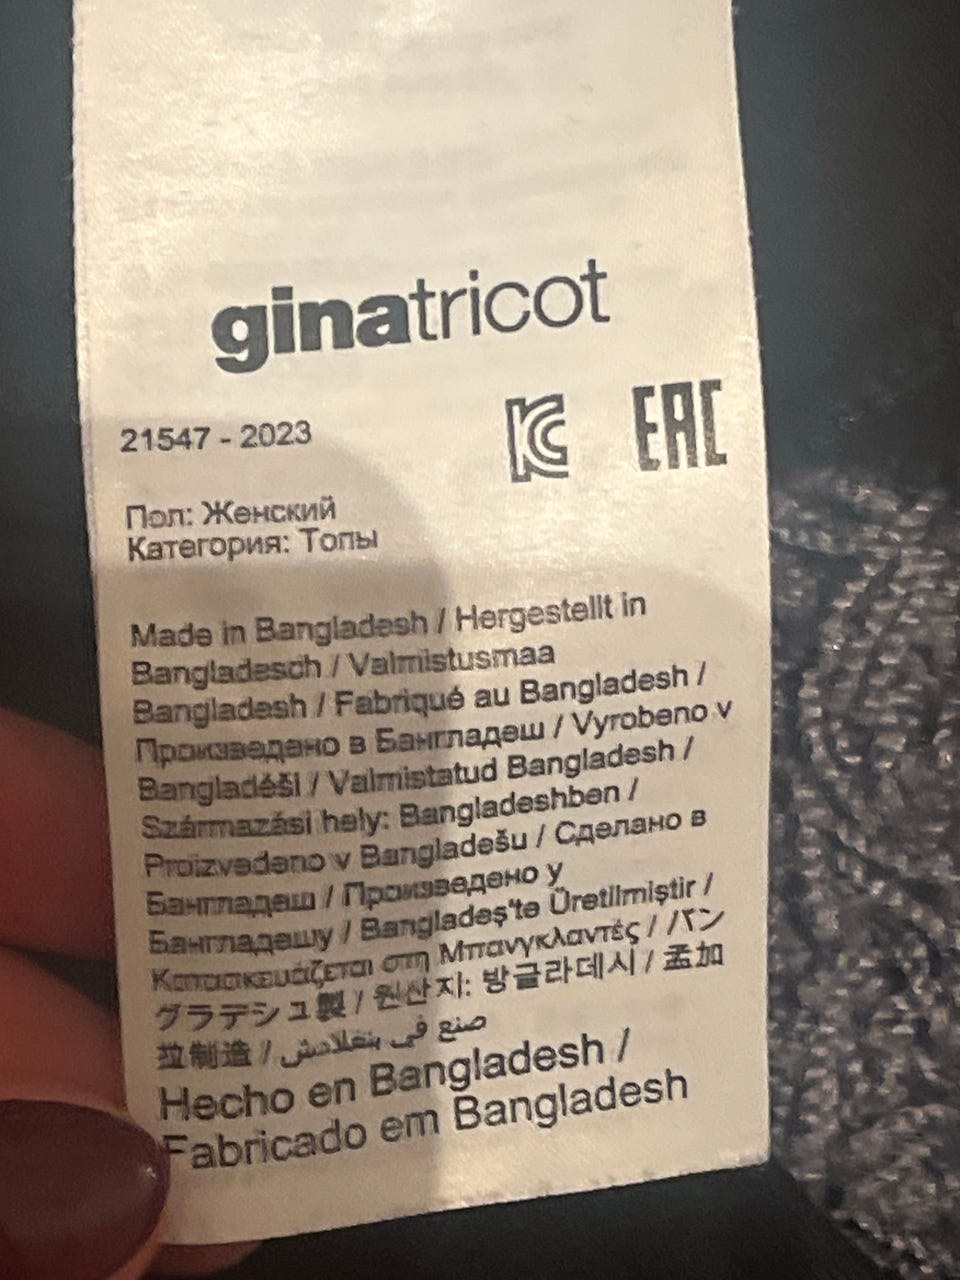 ginatricot
21547 - 2023
KC EAC
Пол: Женский
Категория: Топы
Made in Bangladesh / Hergestellt in
Bangladesch / Valmistusmaa
Bangladesh / Fabriqué au Bangladesh /
Произведено в Бангладеш / Vyrobeno v
Bangladéši / Valmistatud Bangladesh /
Származási hely: Bangladeshben /
Proizvedeno v Bangladešu / Сделано в
Бангладеш / Произведено у
Бангладешу / Bangladeş'te Üretilmiştir /
Κατασκευάζεται στη Μπανγκλαντές / バン
グラデシュ製 / 원산지: 방글라데시 / 孟加
拉制造 / صنع في بنغلادش
Hecho en Bangladesh /
Fabricado em Bangladesh